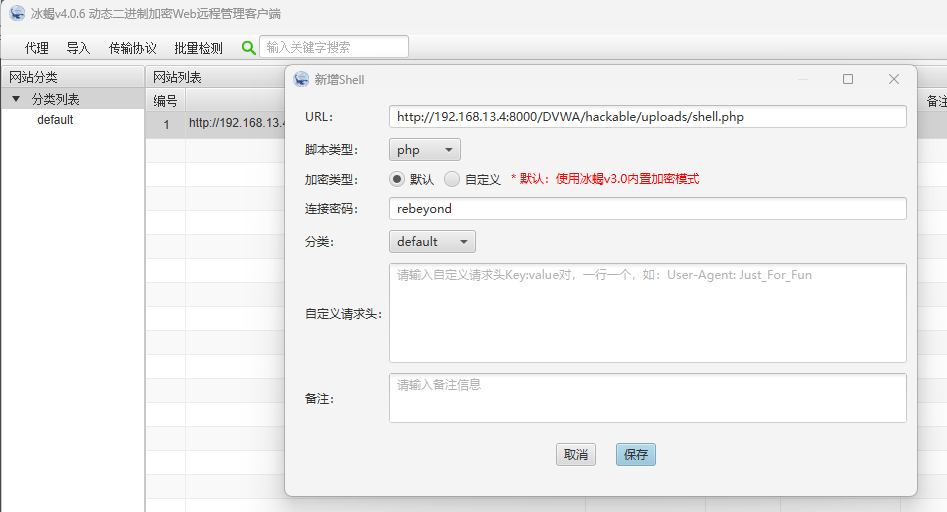 冰蝎v4.0.6 动态二进制加密Web远程管理客户端
代理 导入 传输协议 批量检测 输入关键字搜索
网站分类 网站列表
分类列表 编号 备注
default 1 http://192.168.13.4
新增Shell
URL: http://192.168.13.4:8000/DVWA/hackable/uploads/shell.php
脚本类型: php
加密类型: 默认 自定义 * 默认：使用冰蝎v3.0内置加密模式
连接密码: rebeyond
分类: default
自定义请求头: 请输入自定义请求头Key:value对，一行一个，如：User-Agent: Just_For_Fun
备注: 请输入备注信息
取消 保存